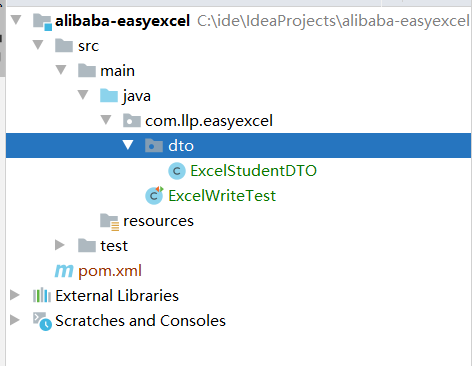 alibaba-easyexcel C:\ide\IdeaProjects\alibaba-easyexcel
src
main
java
com.llp.easyexcel
dto
ExcelStudentDTO
ExcelWriteTest
resources
test
pom.xml
External Libraries
Scratches and Consoles